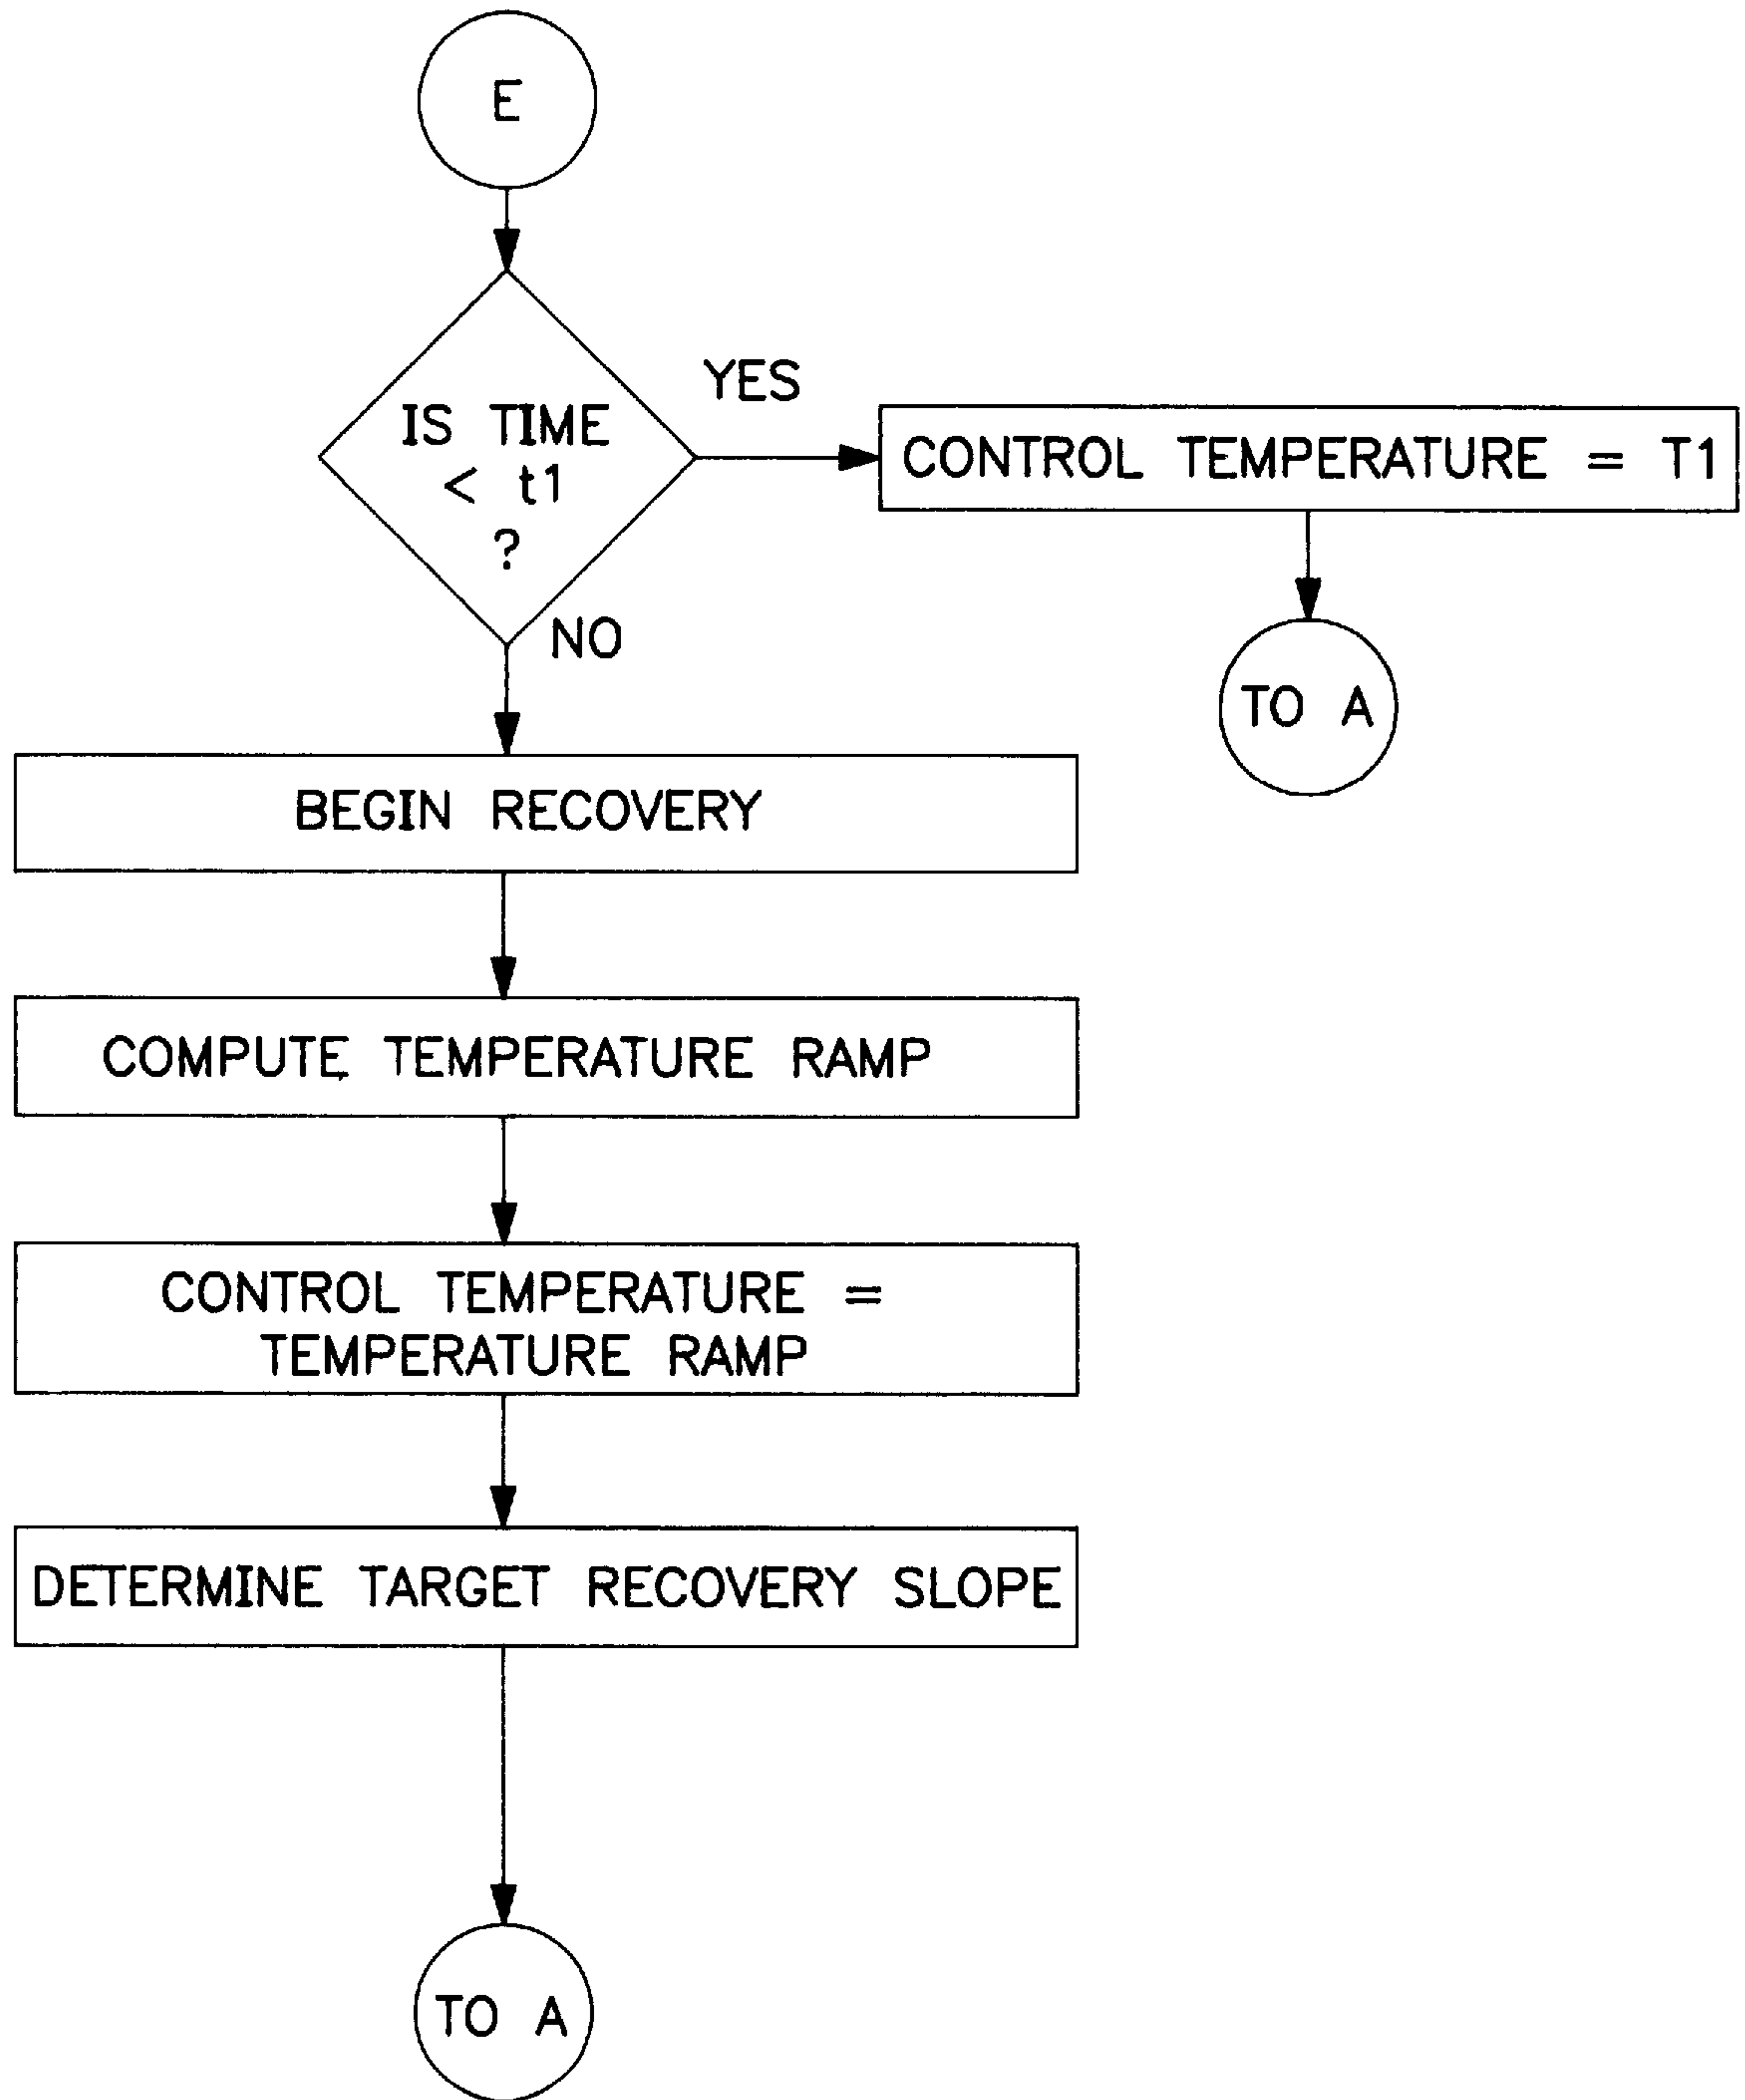 E
IS TIME
< t1
?
YES
CONTROL TEMPERATURE = T1
NO
TO A
BEGIN RECOVERY
COMPUTE TEMPERATURE RAMP
CONTROL TEMPERATURE =
TEMPERATURE RAMP
DETERMINE TARGET RECOVERY SLOPE
TO A